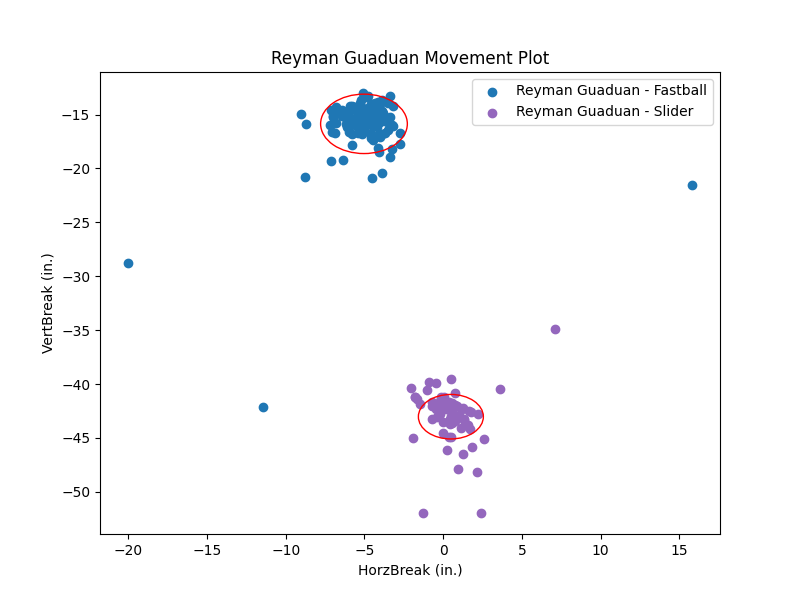 Reyman Guaduan Movement Plot
Reyman Guaduan - Fastball
Reyman Guaduan - Slider
−15
−20
−25
−30
−35
−40
−45
−50
VertBreak (in.)
−20 −15 −10 −5 0 5 10 15
HorzBreak (in.)